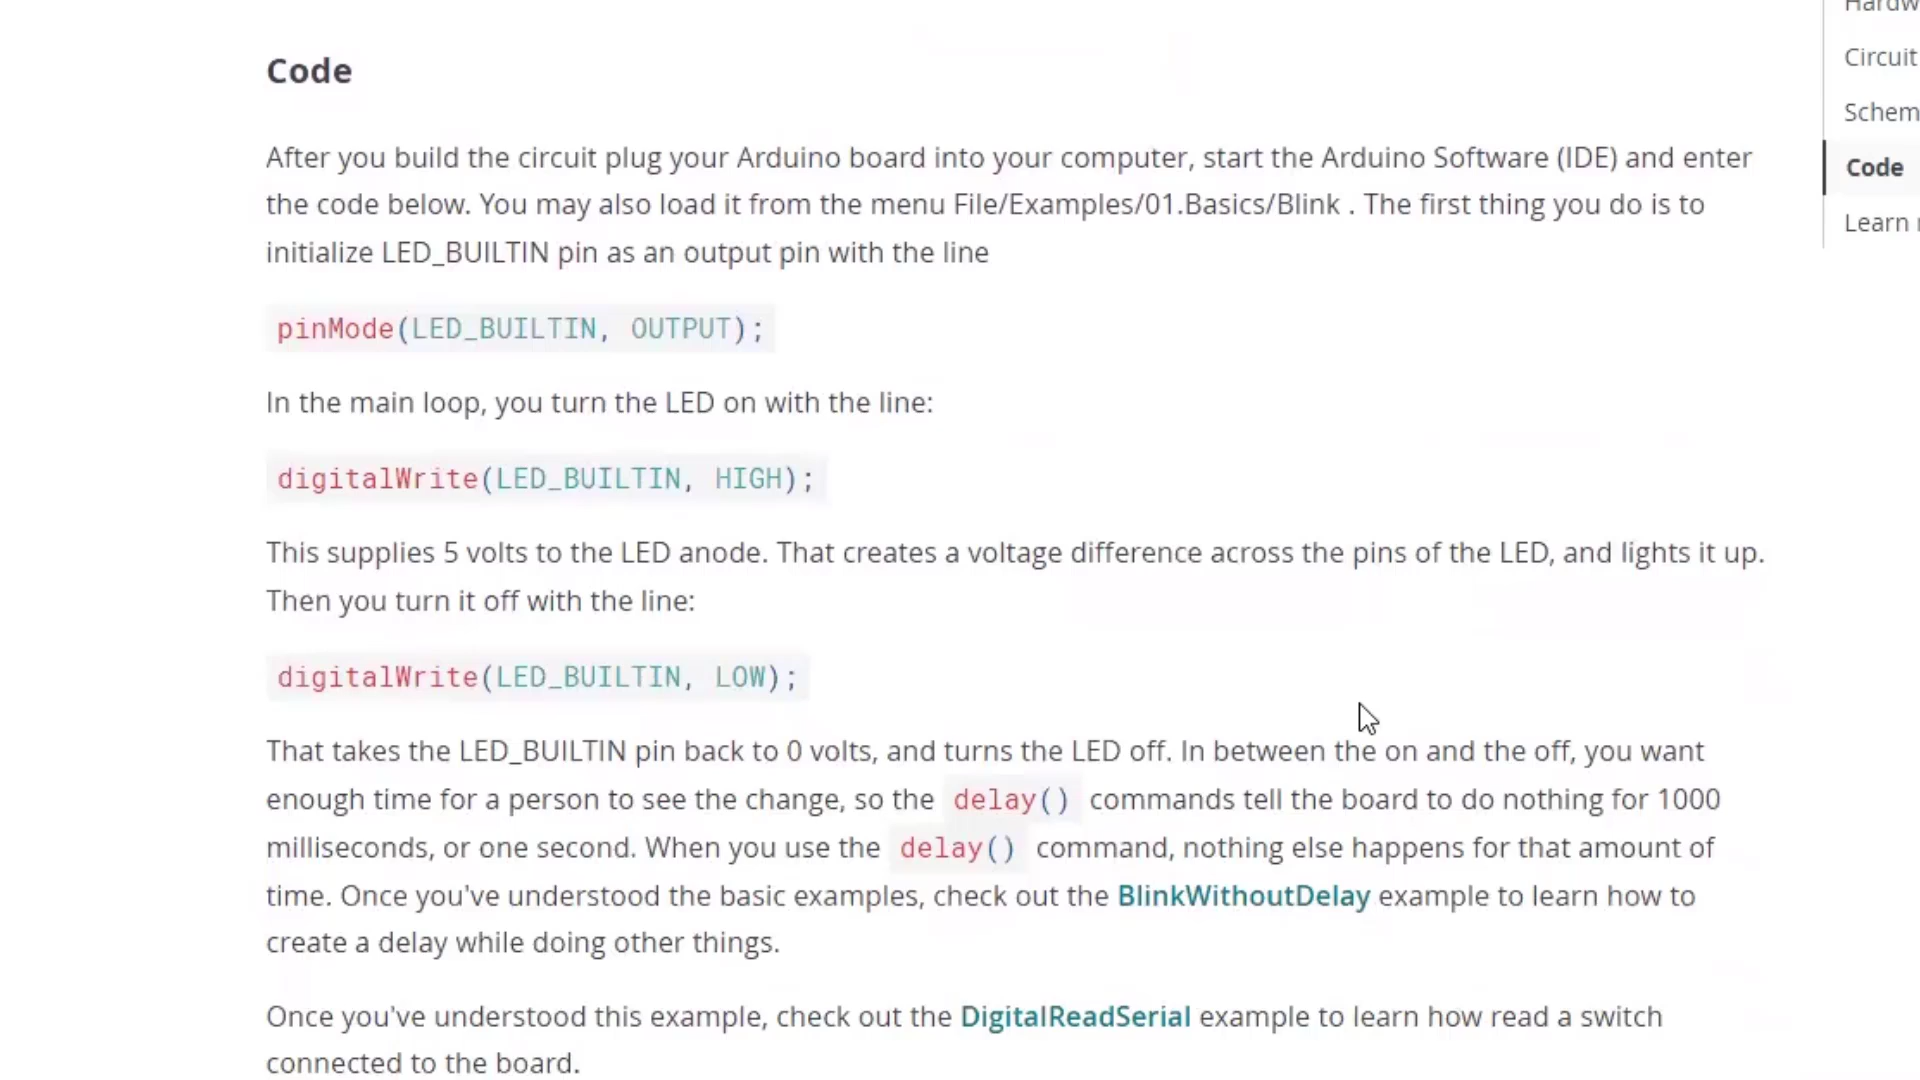 Code
After you build the circuit plug your Arduino board into your computer, start the Arduino Software (IDE) and enter
the code below. You may also load it from the menu File/Examples/01.Basics/Blink . The first thing you do is to
initialize LED_BUILTIN pin as an output pin with the line
pinMode(LED_BUILTIN, OUTPUT);
In the main loop, you turn the LED on with the line:
digitalWrite(LED_BUILTIN, HIGH);
This supplies 5 volts to the LED anode. That creates a voltage difference across the pins of the LED, and lights it up.
Then you turn it off with the line:
digitalWrite(LED_BUILTIN, LOW);
That takes the LED_BUILTIN pin back to 0 volts, and turns the LED off. In between the on and the off, you want
enough time for a person to see the change, so the delay() commands tell the board to do nothing for 1000
milliseconds, or one second. When you use the delay() command, nothing else happens for that amount of
time. Once you've understood the basic examples, check out the BlinkWithoutDelay example to learn how to
create a delay while doing other things.
Once you've understood this example, check out the DigitalReadSerial example to learn how read a switch
connected to the board.
Hardw
Circuit
Schem
Code
Learn